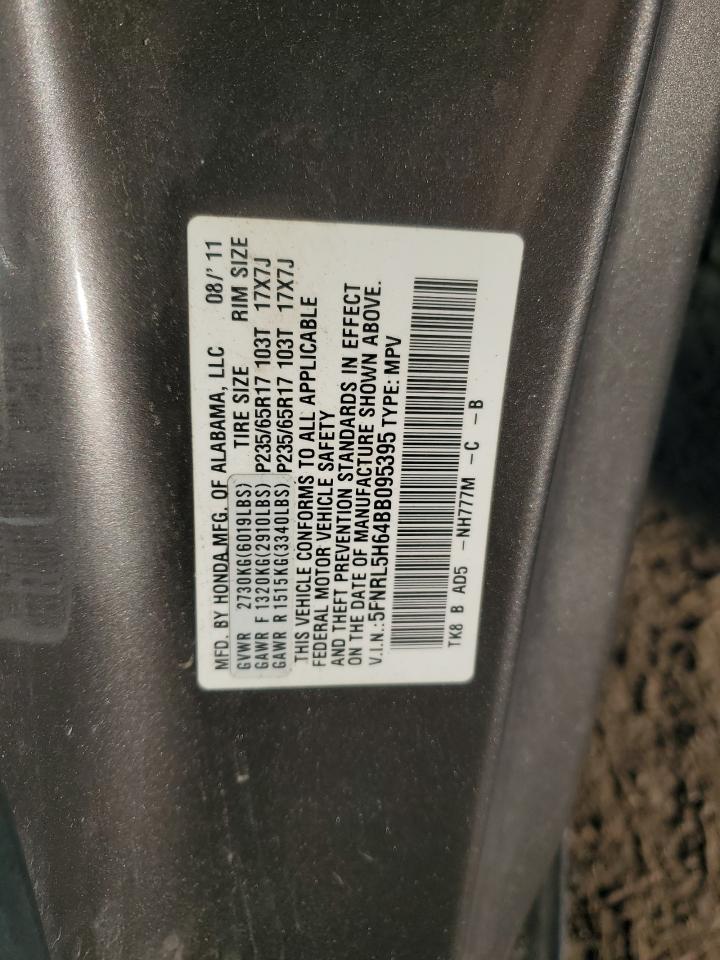 MFD. BY HONDA MFG. OF ALABAMA, LLC 08/' 11
GVWR 2730KG(6019LBS) TIRE SIZE RIM SIZE
GAWR F 1320KG(2910LBS) P235/65R17 103T 17X7J
GAWR R 1515KG(3340LBS) P235/65R17 103T 17X7J
THIS VEHICLE CONFORMS TO ALL APPLICABLE
FEDERAL MOTOR VEHICLE SAFETY
AND THEFT PREVENTION STANDARDS IN EFFECT
ON THE DATE OF MANUFACTURE SHOWN ABOVE.
V.I.N.:5FNRL5H64BB095395 TYPE: MPV
TK8 B AD5 -NH777M -C -B